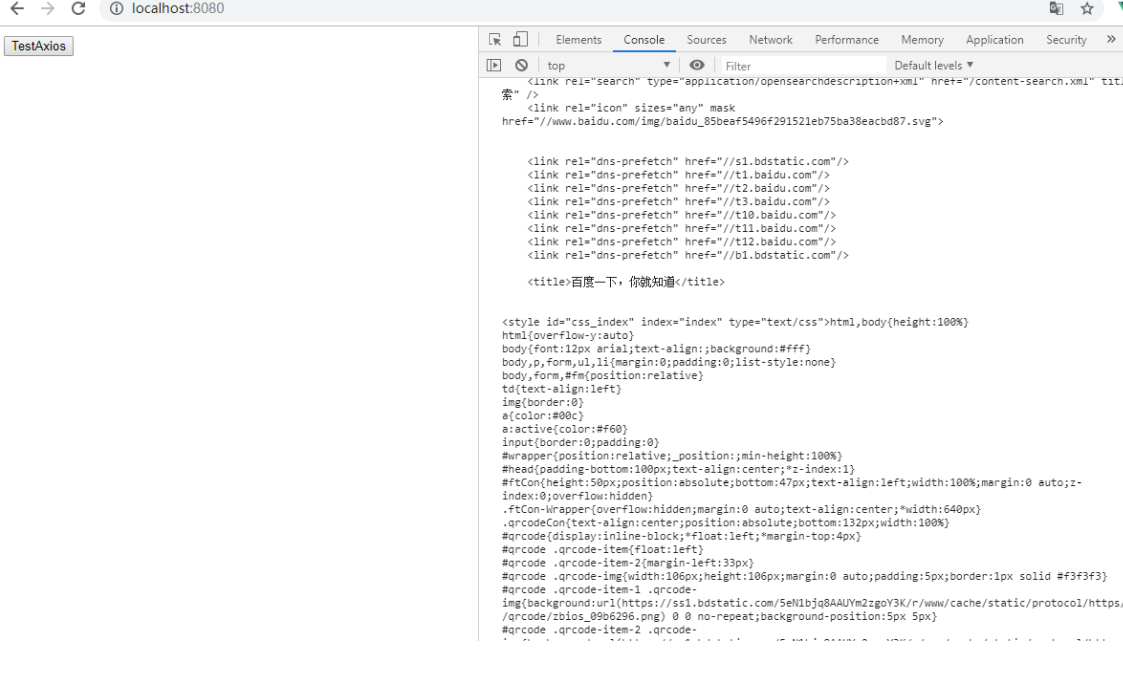 localhost:8080
TestAxios
Elements Console Sources Network Performance Memory Application Security »
top Filter Default levels ▼
<link rel="search" type="application/opensearchdescription+xml" href="/content-search.xml" titl
索" />
<link rel="icon" sizes="any" mask
href="//www.baidu.com/img/baidu_85beaf5496f291521eb75ba38eacbd87.svg">
<link rel="dns-prefetch" href="//s1.bdstatic.com"/>
<link rel="dns-prefetch" href="//t1.baidu.com"/>
<link rel="dns-prefetch" href="//t2.baidu.com"/>
<link rel="dns-prefetch" href="//t3.baidu.com"/>
<link rel="dns-prefetch" href="//t10.baidu.com"/>
<link rel="dns-prefetch" href="//t11.baidu.com"/>
<link rel="dns-prefetch" href="//t12.baidu.com"/>
<link rel="dns-prefetch" href="//b1.bdstatic.com"/>
<title>百度一下，你就知道</title>
<style id="css_index" index="index" type="text/css">html,body{height:100%}
html{overflow-y:auto}
body{font:12px arial;text-align:;background:#fff}
body,p,form,ul,li{margin:0;padding:0;list-style:none}
body,form,#fm{position:relative}
td{text-align:left}
img{border:0}
a{color:#00c}
a:active{color:#f60}
input{border:0;padding:0}
#wrapper{position:relative;_position:;min-height:100%}
#head{padding-bottom:100px;text-align:center;*z-index:1}
#ftCon{height:50px;position:absolute;bottom:47px;text-align:left;width:100%;margin:0 auto;z-
index:0;overflow:hidden}
.ftCon-Wrapper{overflow:hidden;margin:0 auto;text-align:center;*width:640px}
.qrcodeCon{text-align:center;position:absolute;bottom:132px;width:100%}
#qrcode{display:inline-block;*float:left;*margin-top:4px}
#qrcode .qrcode-item{float:left}
#qrcode .qrcode-item-2{margin-left:33px}
#qrcode .qrcode-img{width:106px;height:106px;margin:0 auto;padding:5px;border:1px solid #f3f3f3}
#qrcode .qrcode-item-1 .qrcode-
img{background:url(https://ss1.bdstatic.com/5eN1bjq8AAUYm2zgoY3K/r/www/cache/static/protocol/https/
/qrcode/zbios_09b6296.png) 0 0 no-repeat;background-position:5px 5px}
#qrcode .qrcode-item-2 .qrcode-